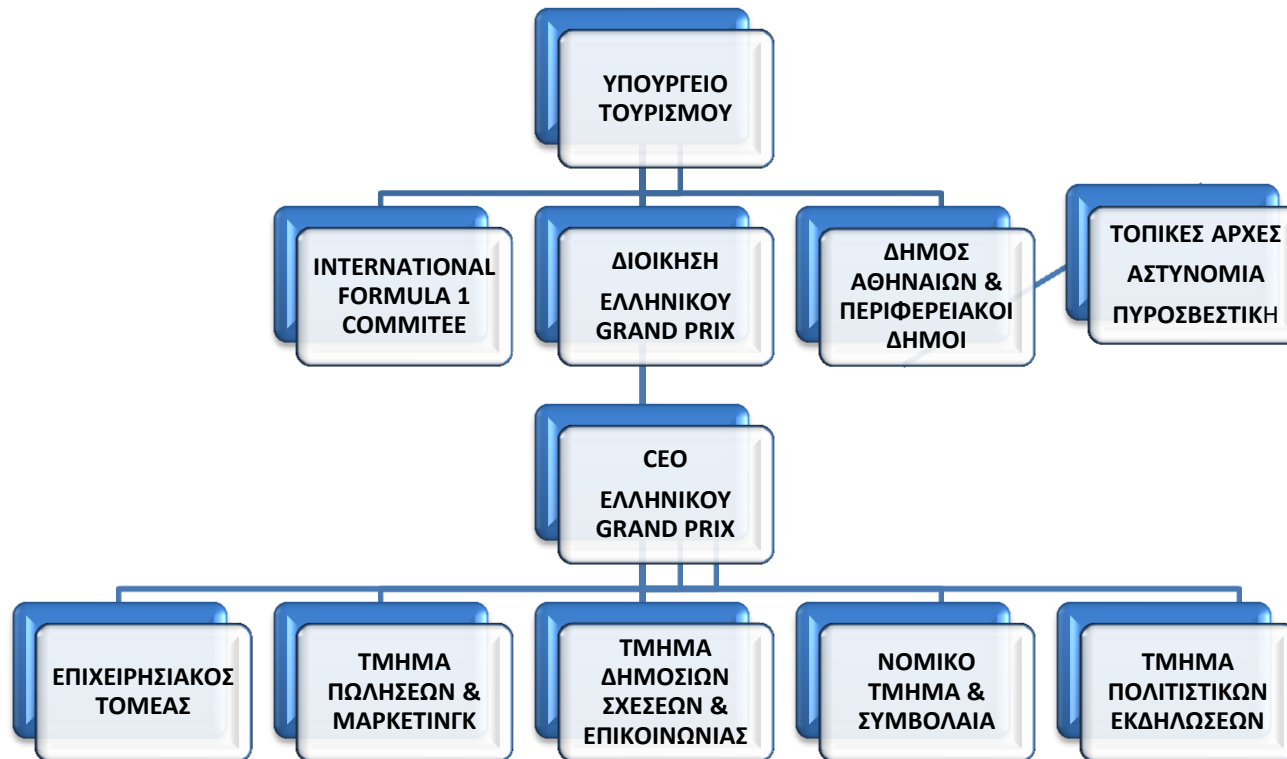 ΥΠΟΥΡΓΕΙΟ
ΤΟΥΡΙΣΜΟΥ
INTERNATIONAL
FORMULA 1
COMMITEE
ΔΙΟΙΚΗΣΗ
ΕΛΛΗΝΙΚΟΥ
GRAND PRIX
ΔΗΜΟΣ
ΑΘΗΝΑΙΩΝ &
ΠΕΡΙΦΕΡΕΙΑΚΟΙ
ΔΗΜΟΙ
ΤΟΠΙΚΕΣ ΑΡΧΕΣ
ΑΣΤΥΝΟΜΙΑ
ΠΥΡΟΣΒΕΣΤΙΚΗ
CEO
ΕΛΛΗΝΙΚΟΥ
GRAND PRIX
ΕΠΙΧΕΙΡΗΣΙΑΚΟΣ
ΤΟΜΕΑΣ
ΤΜΗΜΑ
ΠΩΛΗΣΕΩΝ &
ΜΑΡΚΕΤΙΝΓΚ
ΤΜΗΜΑ
ΔΗΜΟΣΙΩΝ
ΣΧΕΣΕΩΝ &
ΕΠΙΚΟΙΝΩΝΙΑΣ
ΝΟΜΙΚΟ
ΤΜΗΜΑ &
ΣΥΜΒΟΛΑΙΑ
ΤΜΗΜΑ
ΠΟΛΙΤΙΣΤΙΚΩΝ
ΕΚΔΗΛΩΣΕΩΝ